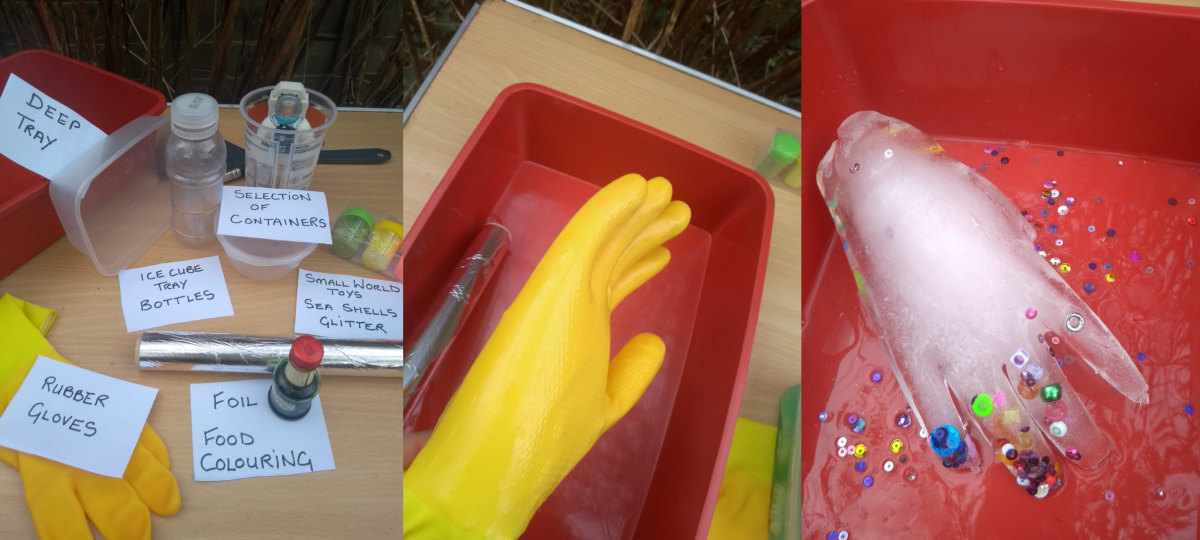 DEEP
TRAY
SELECTION
OF
CONTAINERS
ICE CUBE
TRAY
BOTTLES
SMALL WORLD
TOYS
SEA SHELLS
GLITTER
RUBBER
GLOVES
FOIL
FOOD
COLOURING